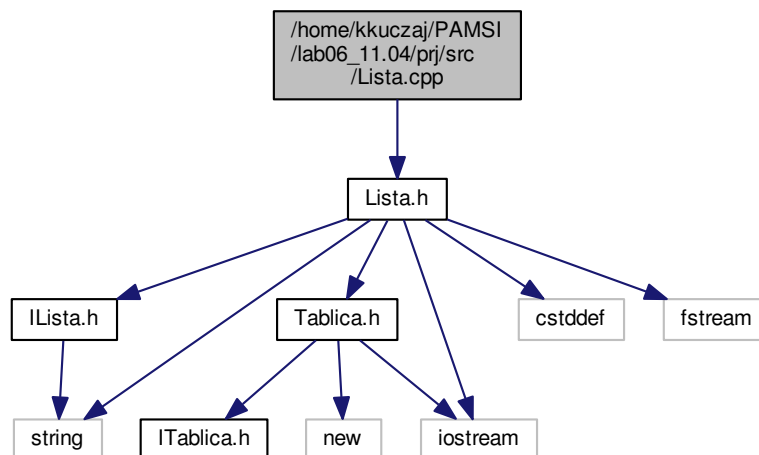 /home/kkuczaj/PAMSI
/lab06_11.04/prj/src
/Lista.cpp
Lista.h
ILista.h
Tablica.h
cstddef
fstream
string
ITablica.h
new
iostream